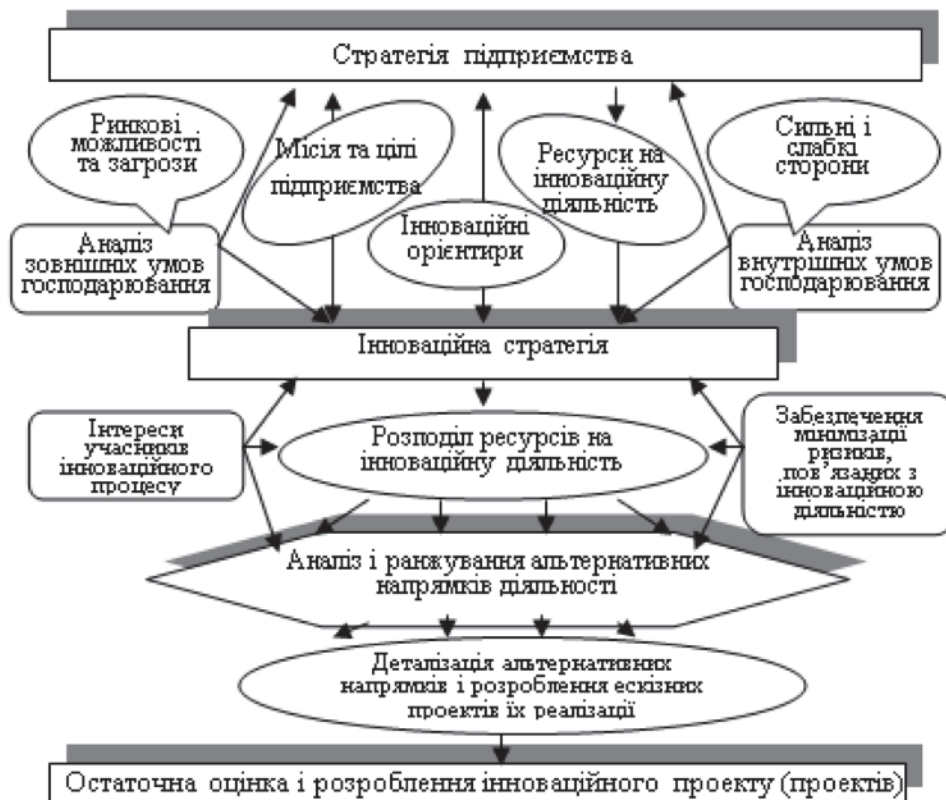 Стратегія підприємства
Ринкові
можливості
та загрози
Місія та цілі
підприємства
Інноваційні
орієнтири
Ресурси на
інноваційну
діяльність
Сильні і
слабкі
сторони
Аналіз
зовнішніх умов
господарювання
Аналіз
внутрішніх умов
господарювання
Інноваційна стратегія
Інтереси
учасників
інноваційного
процесу
Розподіл ресурсів на
інноваційну діяльність
Забезпечення
мінімізації
ризиків,
пов’язаних з
інноваційною
діяльністю
Аналіз і ранжування альтернативних
напрямків діяльності
Деталізація альтернативних
напрямків і розроблення ескізних
проектів їх реалізації
Остаточна оцінка і розроблення інноваційного проекту (проектів)